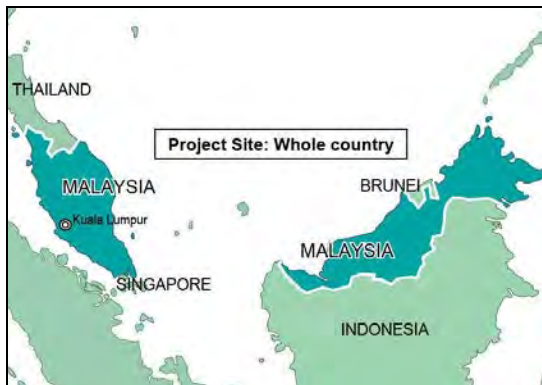 THAILAND
Project Site: Whole country
MALAYSIA
BRUNEI
Kuala Lumpur
MALAYSIA
SINGAPORE
INDONESIA